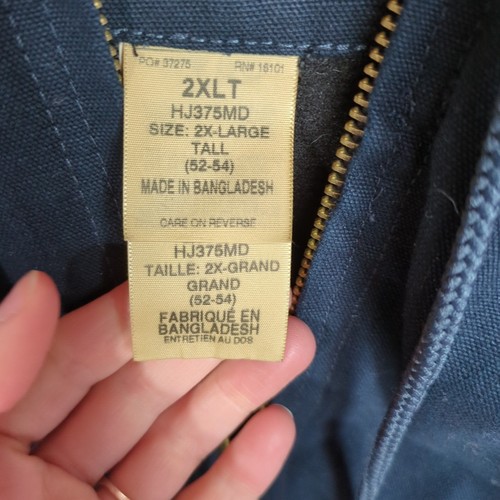 PO# 37275 RN# 16101
2XLT
HJ375MD
SIZE: 2X-LARGE
TALL
(52-54)
MADE IN BANGLADESH
CARE ON REVERSE
HJ375MD
TAILLE: 2X-GRAND
GRAND
(52-54)
FABRIQUÉ EN
BANGLADESH
ENTRETIEN AU DOS